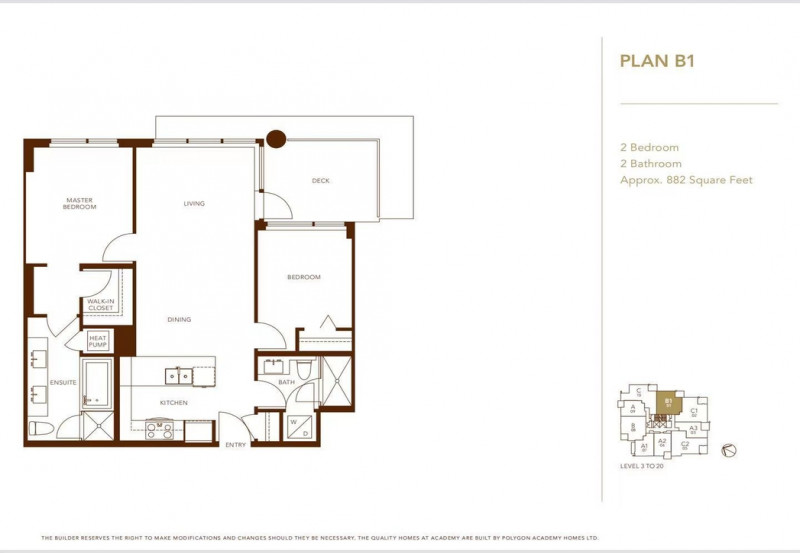 PLAN B1
2 Bedroom
2 Bathroom
Approx. 882 Square Feet
DECK
MASTER
BEDROOM
LIVING
BEDROOM
WALK-IN
CLOSET
DINING
HEAT
PUMP
ENSUITE
BATH
KITCHEN
M
W
D
ENTRY
C
B1
A
C1
B
A3
A1
A2
C2
LEVEL 3 TO 20
THE BUILDER RESERVES THE RIGHT TO MAKE MODIFICATIONS AND CHANGES SHOULD THEY BE NECESSARY. THE QUALITY HOMES AT ACADEMY ARE BUILT BY POLYGON ACADEMY HOMES LTD.